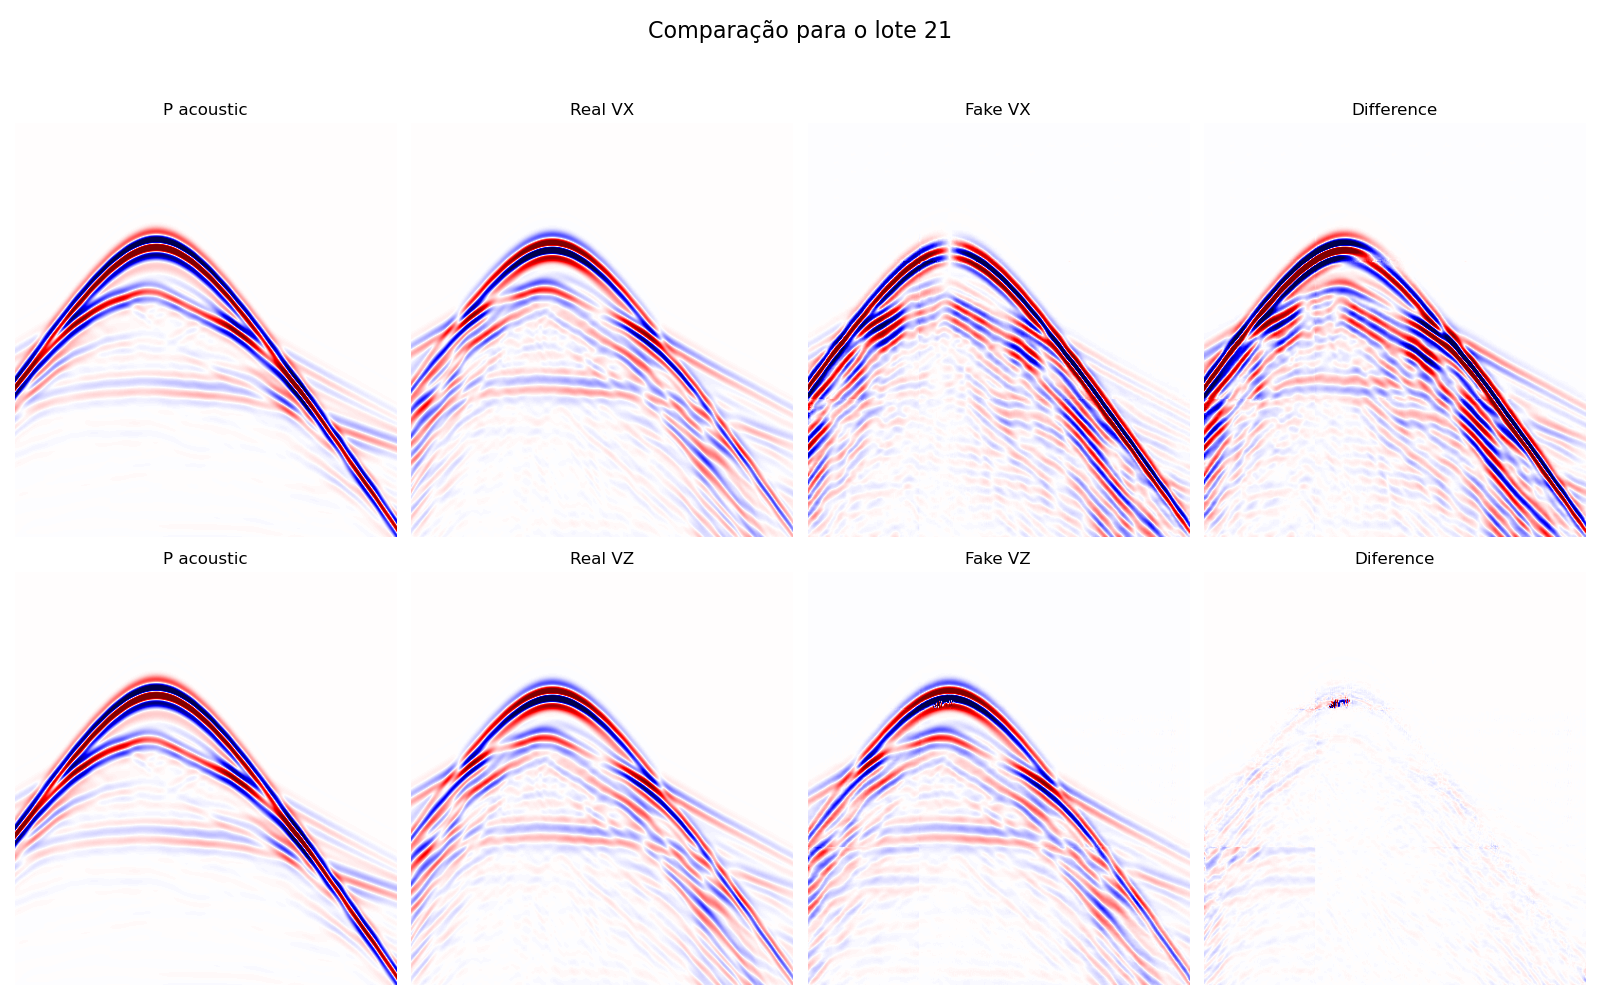 Comparação para o lote 21
P acoustic
Real VX
Fake VX
Difference
P acoustic
Real VZ
Fake VZ
Diference